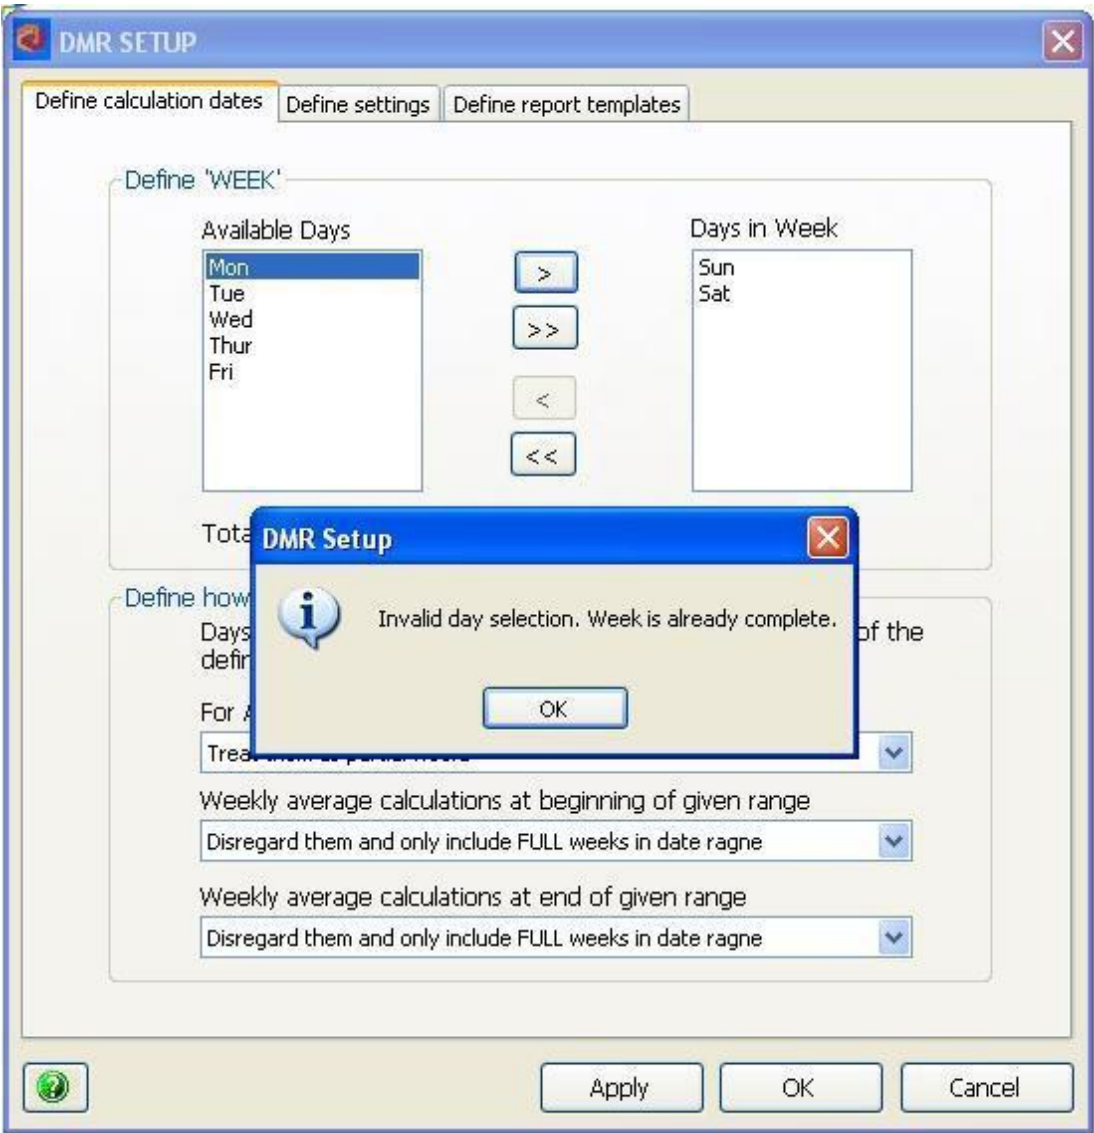 DMR SETUP
Define calculation dates Define settings Define report templates
Define 'WEEK'
Available Days Days in Week
Mon > Sun
Tue Sat
Wed >>
Thur
Fri
<
<<
DMR Setup
Invalid day selection. Week is already complete.
OK
Define how
Days of the
For
Weekly average calculations at beginning of given range
Disregard them and only include FULL weeks in date ragne
Weekly average calculations at end of given range
Disregard them and only include FULL weeks in date ragne
Apply OK Cancel